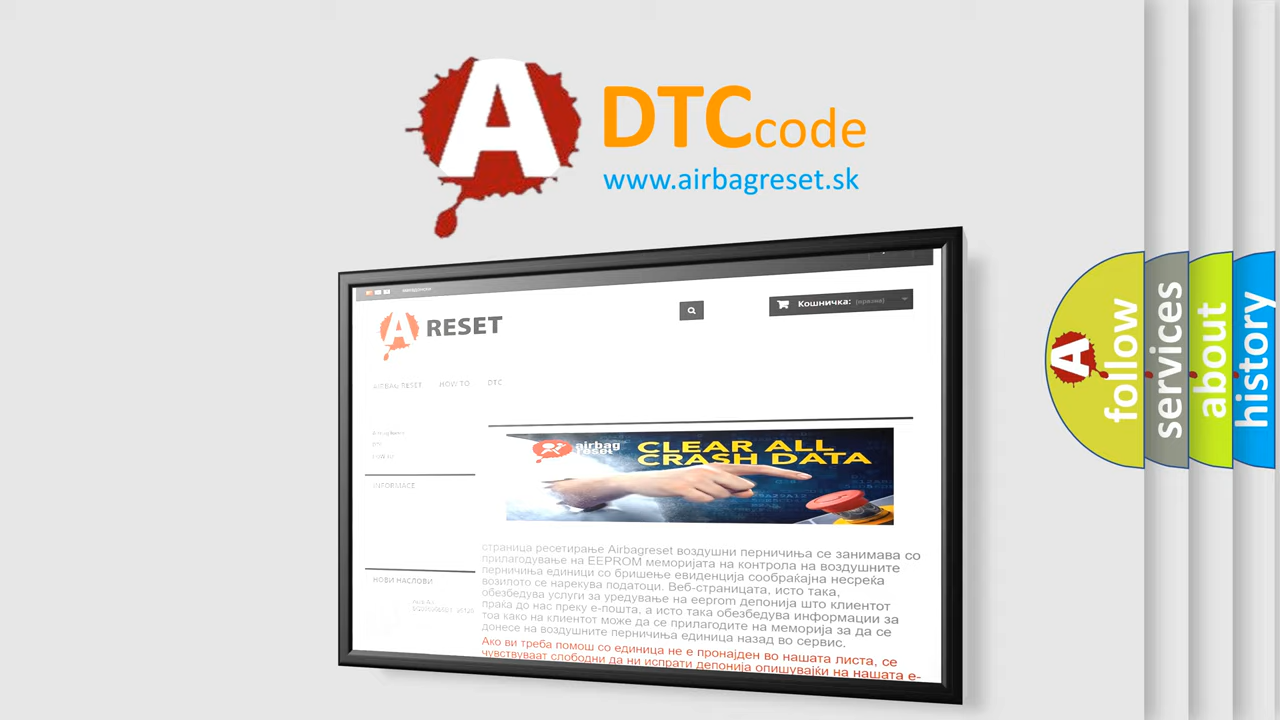 A
DTCcode
www.airbagreset.sk
A RESET
Кошничка: (празна)
AIRBAG RESET HOW TO DTC
INFORMACE
НОВИ НАСЛОВИ
airbag
reset
CLEAR ALL
CRASH DATA
страница ресетирање Airbagreset воздушни перничиња се занимава со
прилагодување на EEPROM меморијата на контрола на воздушните
перничиња единици со бришење евиденција сообраќајна несреќа
возилото се нарекува податоци. Веб-страницата, исто така,
обезбедува услуги за уредување на eeprom депонија што клиентот
праќа до нас преку е-пошта, а исто така обезбедува информации за
тоа како на клиентот може да се прилагодите на меморија за да се
донесе на воздушните перничиња единица назад во сервис.
Ако ви треба помош со единица не е пронајден во нашата листа, се
чувствуваат слободни да ни испрати депонија опишувајќи на нашата е-
A
follow
services
about
history